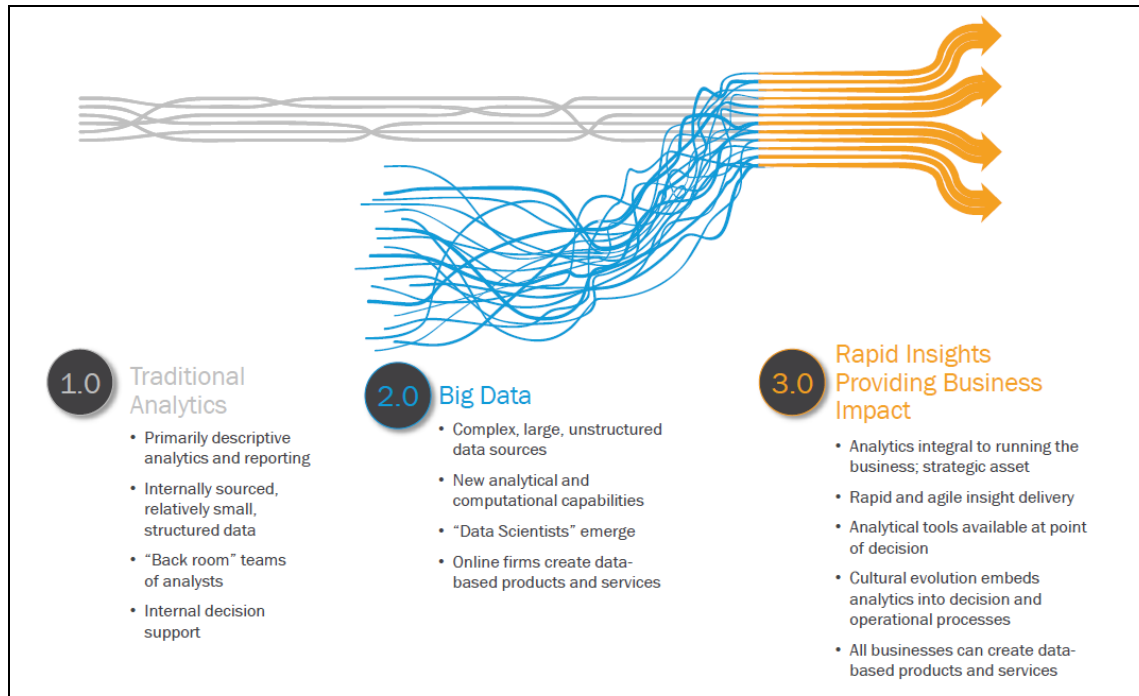 1.0
Traditional
Analytics
• Primarily descriptive
analytics and reporting
• Internally sourced,
relatively small,
structured data
• “Back room” teams
of analysts
• Internal decision
support
2.0
Big Data
• Complex, large, unstructured
data sources
• New analytical and
computational capabilities
• “Data Scientists” emerge
• Online firms create data-
based products and services
3.0
Rapid Insights
Providing Business
Impact
• Analytics integral to running the
business; strategic asset
• Rapid and agile insight delivery
• Analytical tools available at point
of decision
• Cultural evolution embeds
analytics into decision and
operational processes
• All businesses can create data-
based products and services